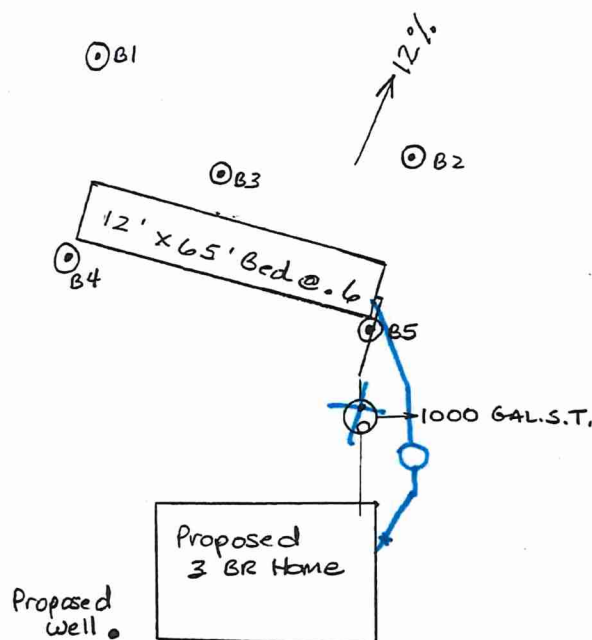 B1
12%
B2
B3
12' x 65' Bed @ .6
B4
B5
1000 GAL.S.T.
Proposed
3 BR Home
Proposed
Well